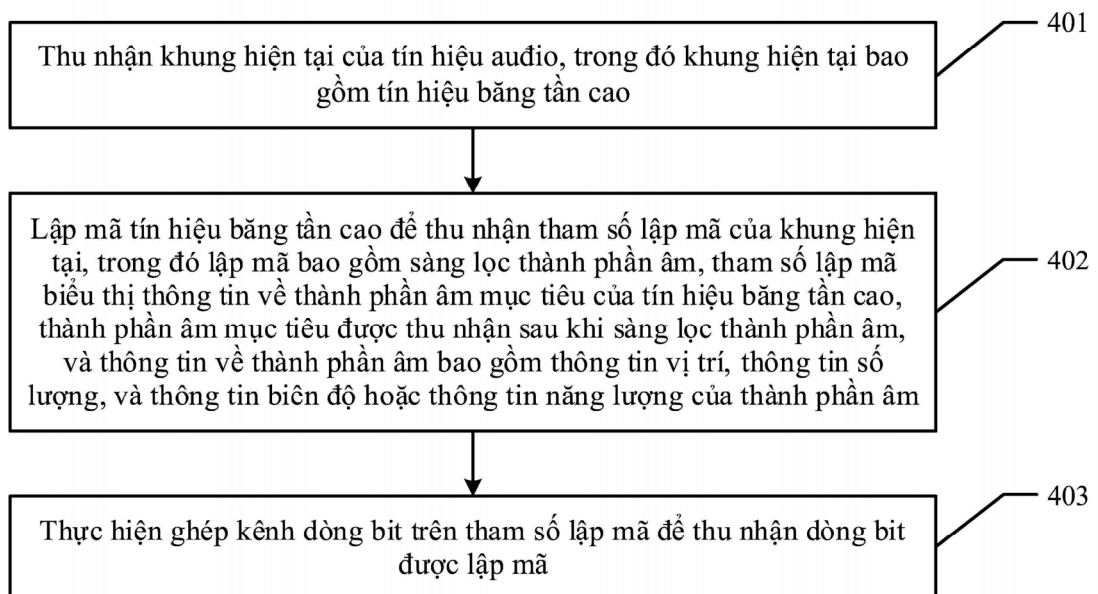 401
Thu nhận khung hiện tại của tín hiệu auđio, trong đó khung hiện tại bao
gồm tín hiệu băng tần cao
Lập mã tín hiệu băng tần cao để thu nhận tham số lập mã của khung hiện
tại, trong đó lập mã bao gồm sàng lọc thành phần âm, tham số lập mã
biểu thị thông tin về thành phần âm mục tiêu của tín hiệu băng tần cao,
thành phần âm mục tiêu được thu nhận sau khi sàng lọc thành phần âm,
và thông tin về thành phần âm bao gồm thông tin vị trí, thông tin số
lượng, và thông tin biên độ hoặc thông tin năng lượng của thành phần âm
402
Thực hiện ghép kênh dòng bit trên tham số lập mã để thu nhận dòng bit
được lập mã
403